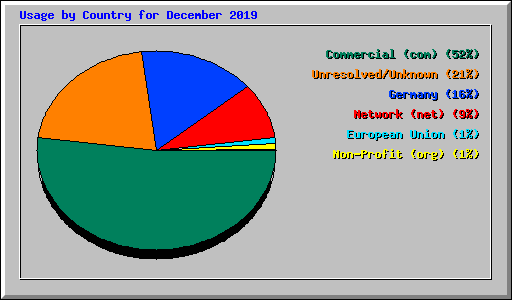 Usage by Country for December 2019
Commercial (com) (52%)
Unresolved/Unknown (21%)
Germany (16%)
Network (net) (9%)
European Union (1%)
Non-Profit (org) (1%)